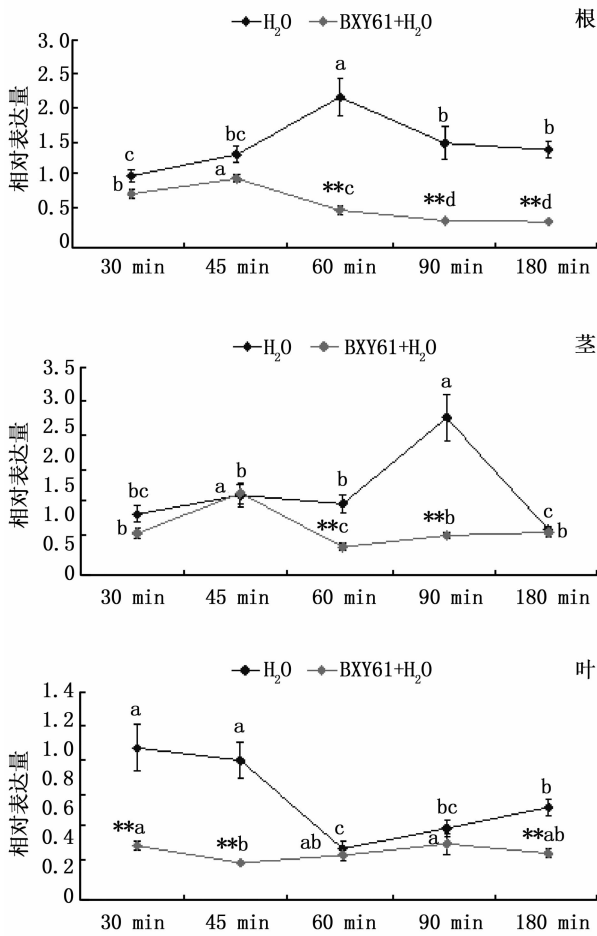 H₂O BXY61+H₂O 根
相对表达量
3.0
2.5
2.0
1.5
1.0
0.5
0
c bc a b b
b a **c **d **d
30 min 45 min 60 min 90 min 180 min
H₂O BXY61+H₂O 茎
相对表达量
3.5
3.0
2.5
2.0
1.5
1.0
0.5
0
bc b b a c
b a **c **b b
30 min 45 min 60 min 90 min 180 min
H₂O BXY61+H₂O 叶
相对表达量
1.4
1.2
1.0
0.8
0.6
0.4
0.2
0
a a c bc b
**a **b ab a **ab
30 min 45 min 60 min 90 min 180 min